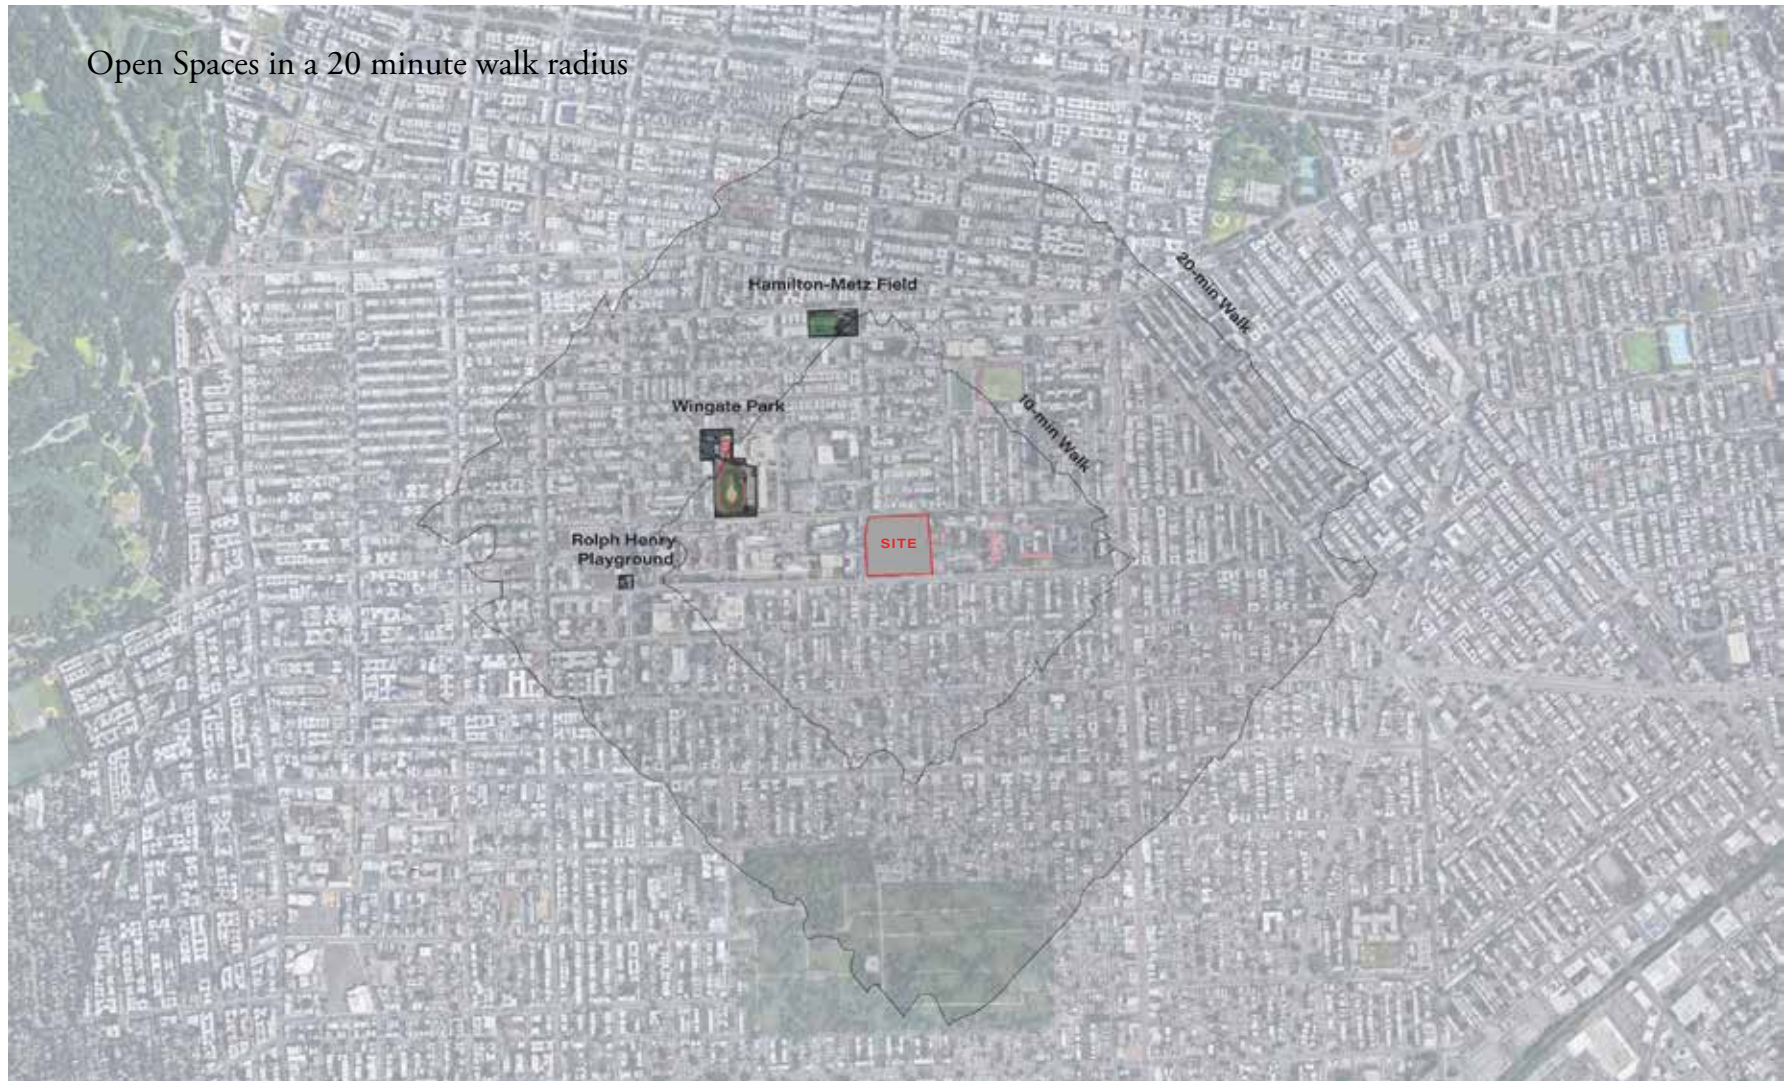 Open Spaces in a 20 minute walk radius
20-min Walk
Hamilton-Metz Field
10-min Walk
Wingate Park
Rolph Henry
Playground
SITE